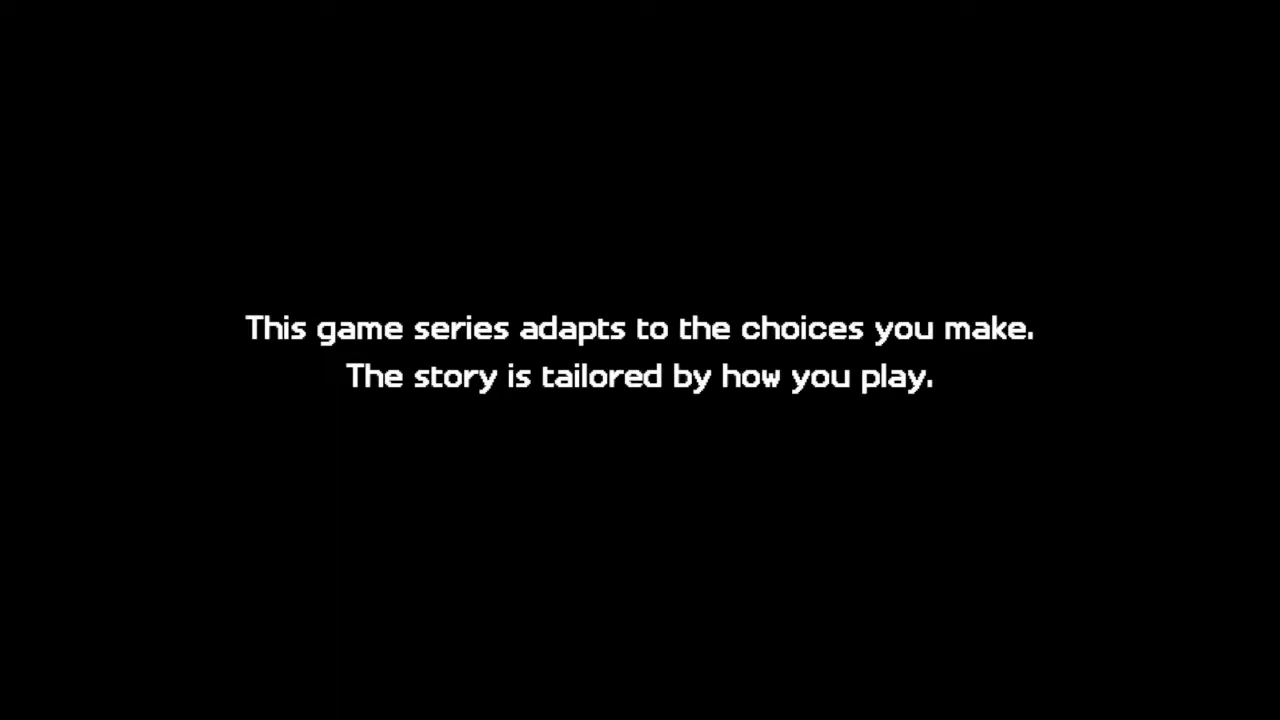 This game series adapts to the choices you make.
The story is tailored by how you play.